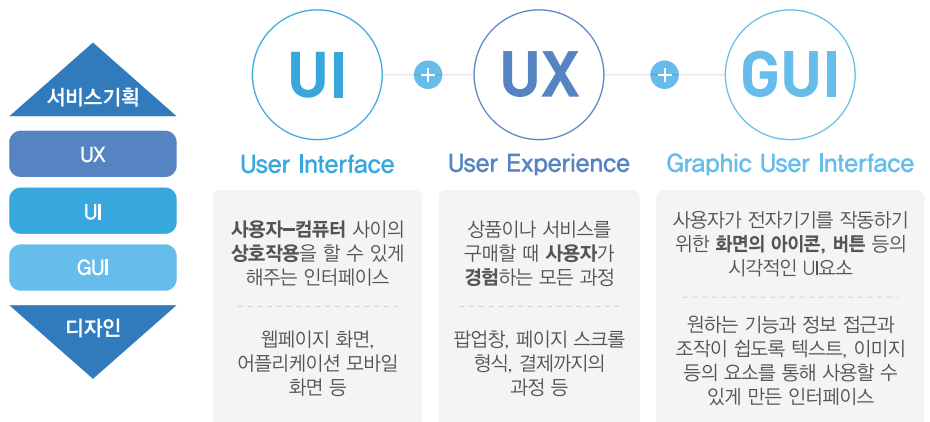 서비스기획
UX
UI
GUI
디자인
UI
+
UX
+
GUI
User Interface
User Experience
Graphic User Interface
사용자-컴퓨터 사이의
상호작용을 할 수 있게
해주는 인터페이스
웹페이지 화면,
어플리케이션 모바일
화면 등
상품이나 서비스를
구매할 때 사용자가
경험하는 모든 과정
팝업창, 페이지 스크롤
형식, 결제까지의
과정 등
사용자가 전자기기를 작동하기
위한 화면의 아이콘, 버튼 등의
시각적인 UI요소
원하는 기능과 정보 접근과
조작이 쉽도록 텍스트, 이미지
등의 요소를 통해 사용할 수
있게 만든 인터페이스